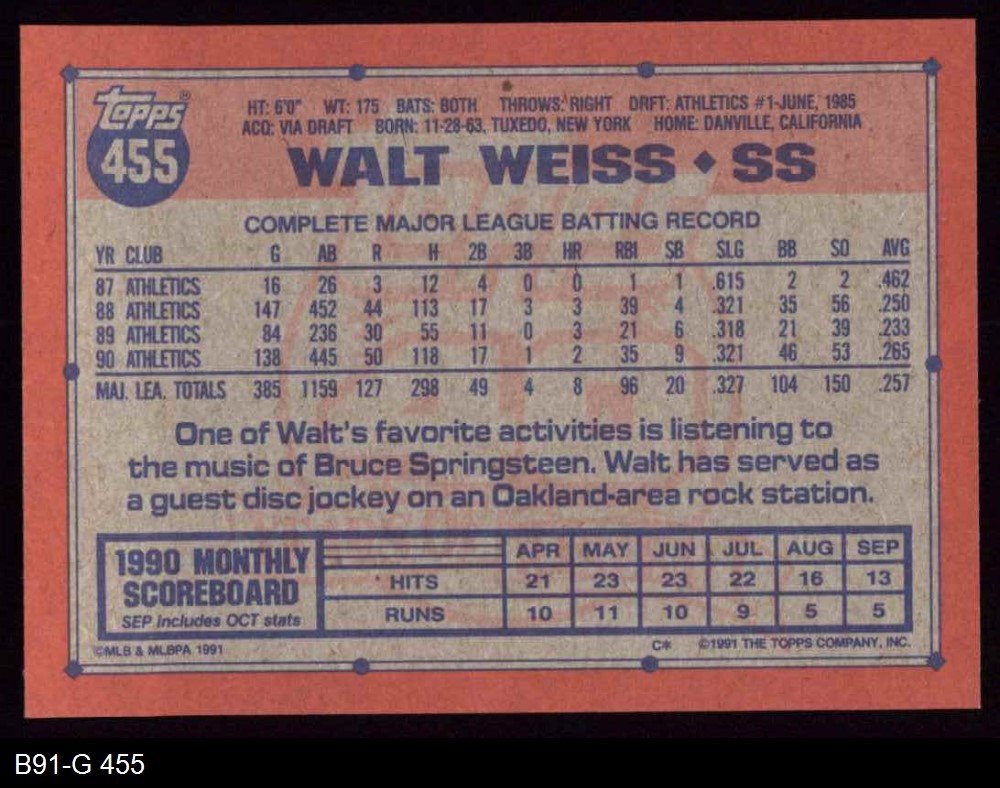 Topps®
455
HT: 6'0" WT: 175 BATS: BOTH THROWS: RIGHT DRFT: ATHLETICS #1-JUNE, 1985
ACQ: VIA DRAFT BORN: 11-28-63, TUXEDO, NEW YORK HOME: DANVILLE, CALIFORNIA
WALT WEISS ◆ SS
COMPLETE MAJOR LEAGUE BATTING RECORD
YR CLUB G AB R H 2B 3B HR RBI SB SLG BB SO AVG
87 ATHLETICS 16 26 3 12 4 0 0 1 1 .615 2 2 .462
88 ATHLETICS 147 452 44 113 17 3 3 39 4 .321 35 56 .250
89 ATHLETICS 84 236 30 55 11 0 3 21 6 .318 21 39 .233
90 ATHLETICS 138 445 50 118 17 1 2 35 9 .321 46 53 .265
MAJ. LEA. TOTALS 385 1159 127 298 49 4 8 96 20 .327 104 150 .257
One of Walt's favorite activities is listening to
the music of Bruce Springsteen. Walt has served as
a guest disc jockey on an Oakland-area rock station.
1990 MONTHLY
SCOREBOARD
SEP includes OCT stats
APR MAY JUN JUL AUG SEP
HITS 21 23 23 22 16 13
RUNS 10 11 10 9 5 5
©MLB & MLBPA 1991 C* ©1991 THE TOPPS COMPANY, INC.
B91-G 455